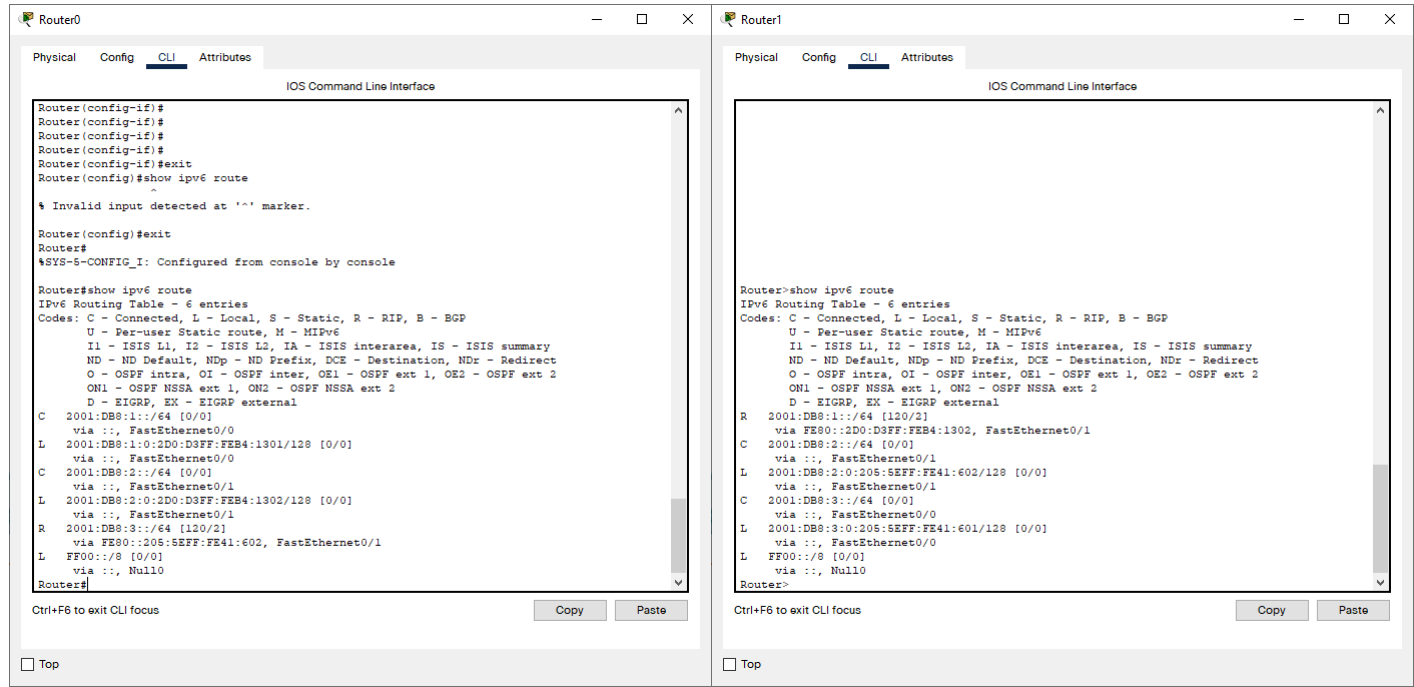 Router0
Physical Config CLI Attributes
IOS Command Line Interface
Router(config-if)#
Router(config-if)#
Router(config-if)#
Router(config-if)#
Router(config-if)#exit
Router(config)#show ipv6 route
^
% Invalid input detected at '^' marker.
Router(config)#exit
Router#
%SYS-5-CONFIG_I: Configured from console by console
Router#show ipv6 route
IPv6 Routing Table - 6 entries
Codes: C - Connected, L - Local, S - Static, R - RIP, B - BGP
U - Per-user Static route, M - MIPv6
I1 - ISIS L1, I2 - ISIS L2, IA - ISIS interarea, IS - ISIS summary
ND - ND Default, NDp - ND Prefix, DCE - Destination, NDr - Redirect
O - OSPF intra, OI - OSPF inter, OE1 - OSPF ext 1, OE2 - OSPF ext 2
ON1 - OSPF NSSA ext 1, ON2 - OSPF NSSA ext 2
D - EIGRP, EX - EIGRP external
C 2001:DB8:1::/64 [0/0]
via ::, FastEthernet0/0
L 2001:DB8:1:0:2D0:D3FF:FEB4:1301/128 [0/0]
via ::, FastEthernet0/0
C 2001:DB8:2::/64 [0/0]
via ::, FastEthernet0/1
L 2001:DB8:2:0:2D0:D3FF:FEB4:1302/128 [0/0]
via ::, FastEthernet0/1
R 2001:DB8:3::/64 [120/2]
via FE80::205:5EFF:FE41:602, FastEthernet0/1
L FF00::/8 [0/0]
via ::, Null0
Router#
Ctrl+F6 to exit CLI focus
Copy Paste
Top
Router1
Physical Config CLI Attributes
IOS Command Line Interface
Router>show ipv6 route
IPv6 Routing Table - 6 entries
Codes: C - Connected, L - Local, S - Static, R - RIP, B - BGP
U - Per-user Static route, M - MIPv6
I1 - ISIS L1, I2 - ISIS L2, IA - ISIS interarea, IS - ISIS summary
ND - ND Default, NDp - ND Prefix, DCE - Destination, NDr - Redirect
O - OSPF intra, OI - OSPF inter, OE1 - OSPF ext 1, OE2 - OSPF ext 2
ON1 - OSPF NSSA ext 1, ON2 - OSPF NSSA ext 2
D - EIGRP, EX - EIGRP external
R 2001:DB8:1::/64 [120/2]
via FE80::2D0:D3FF:FEB4:1302, FastEthernet0/1
C 2001:DB8:2::/64 [0/0]
via ::, FastEthernet0/1
L 2001:DB8:2:0:205:5EFF:FE41:602/128 [0/0]
via ::, FastEthernet0/1
C 2001:DB8:3::/64 [0/0]
via ::, FastEthernet0/0
L 2001:DB8:3:0:205:5EFF:FE41:601/128 [0/0]
via ::, FastEthernet0/0
L FF00::/8 [0/0]
via ::, Null0
Router>
Ctrl+F6 to exit CLI focus
Copy Paste
Top